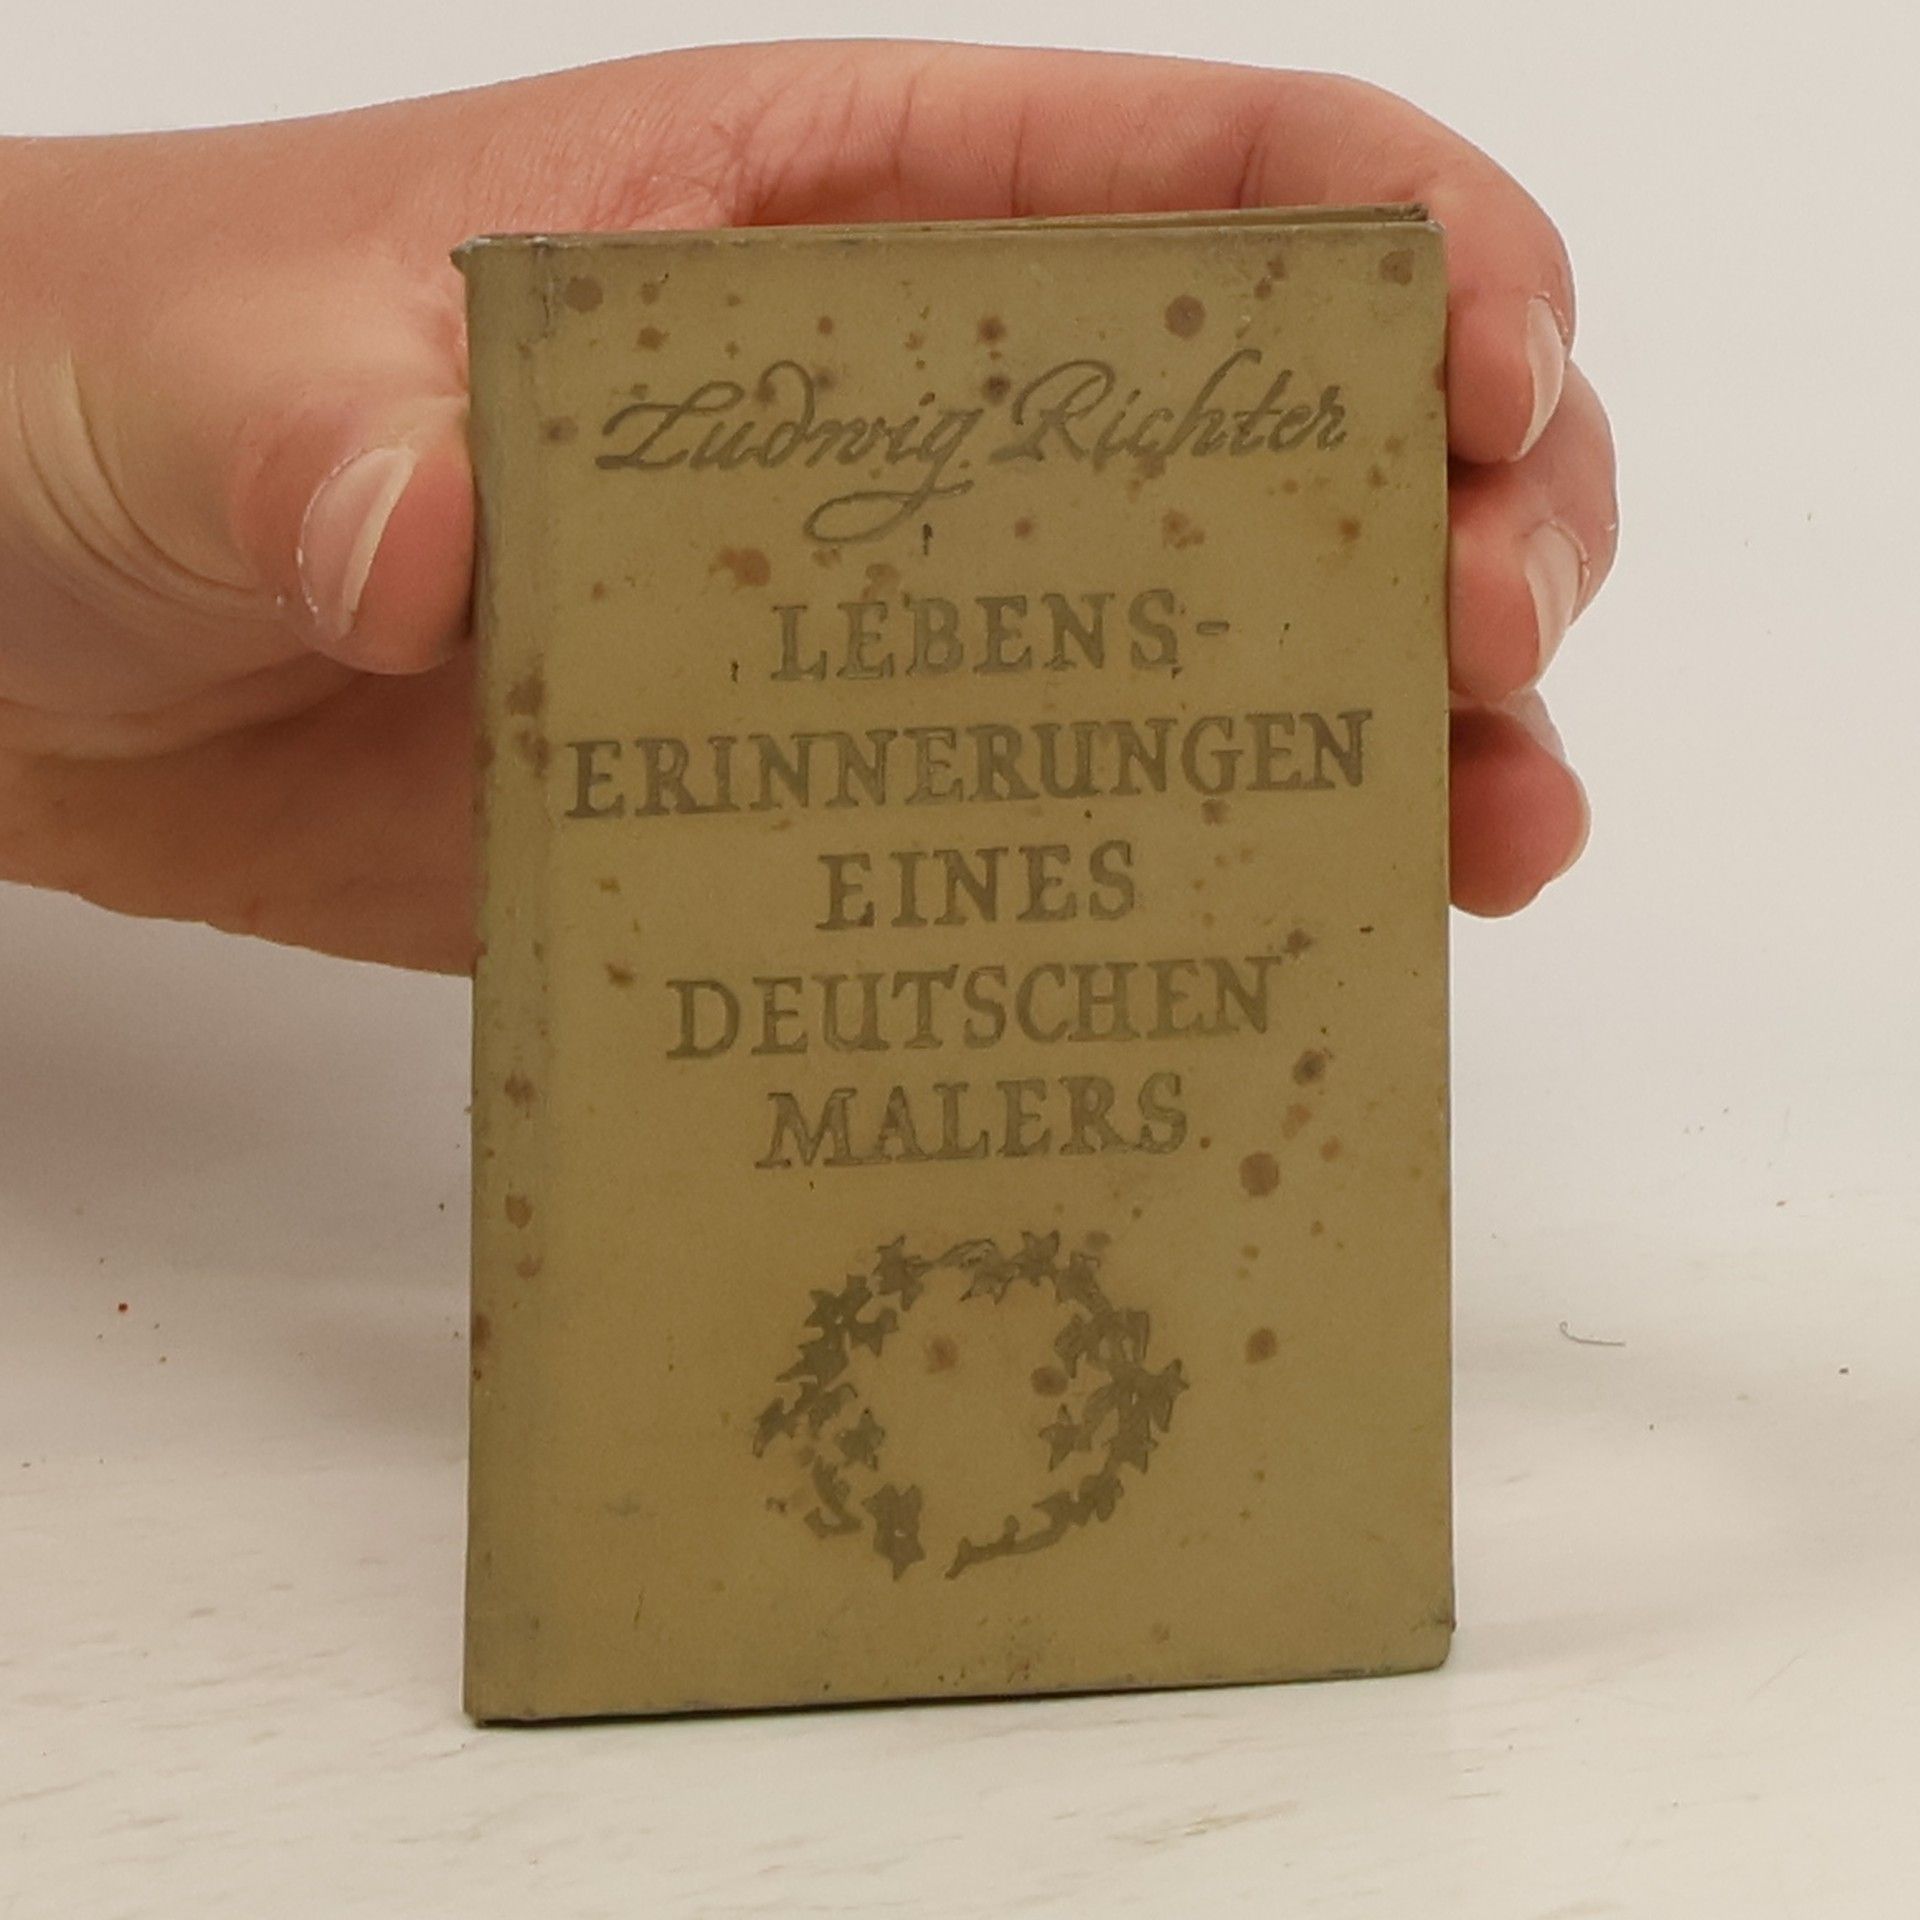 Ludwig Richter
LEBENS-
ERINNERUNGEN
EINES
DEUTSCHEN
MALERS